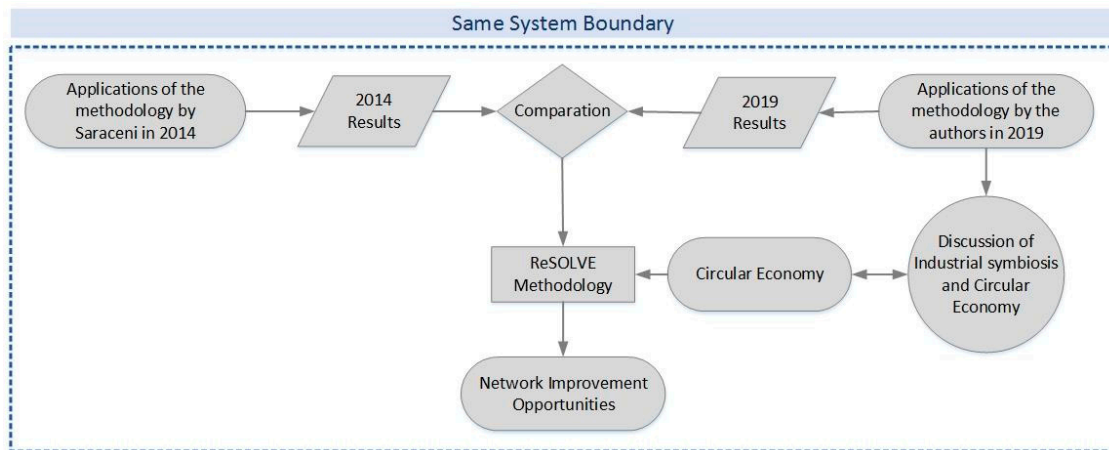 Same System Boundary
Applications of the
methodology by
Saraceni in 2014
2014
Results
Comparation
2019
Results
Applications of the
methodology by the
authors in 2019
ReSOLVE
Methodology
Circular Economy
Discussion of
Industrial symbiosis
and Circular
Economy
Network Improvement
Opportunities